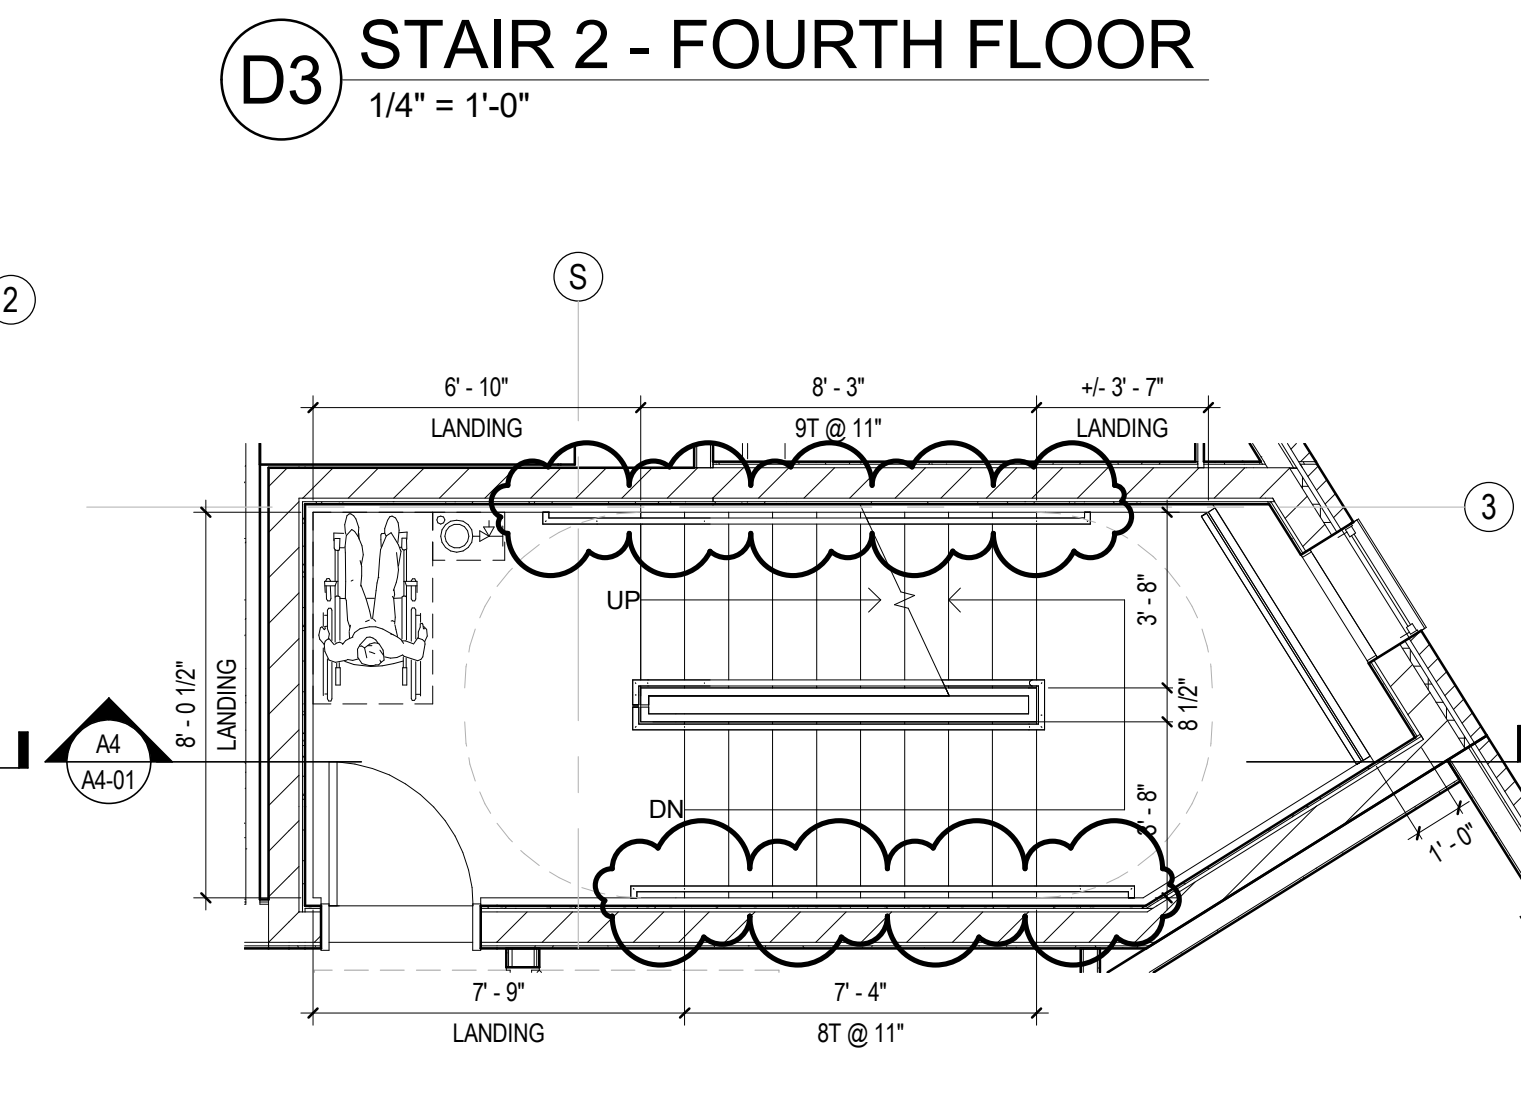 D3
STAIR 2 - FOURTH FLOOR
1/4" = 1'-0"
S
2
6' - 10"
8' - 3"
+/- 3' - 7"
LANDING
9T @ 11"
LANDING
3
UP
3' - 8"
8' - 0 1/2"
LANDING
8 1/2"
A4
A4-01
DN
3' - 8"
1' - 0"
7' - 9"
7' - 4"
LANDING
8T @ 11"